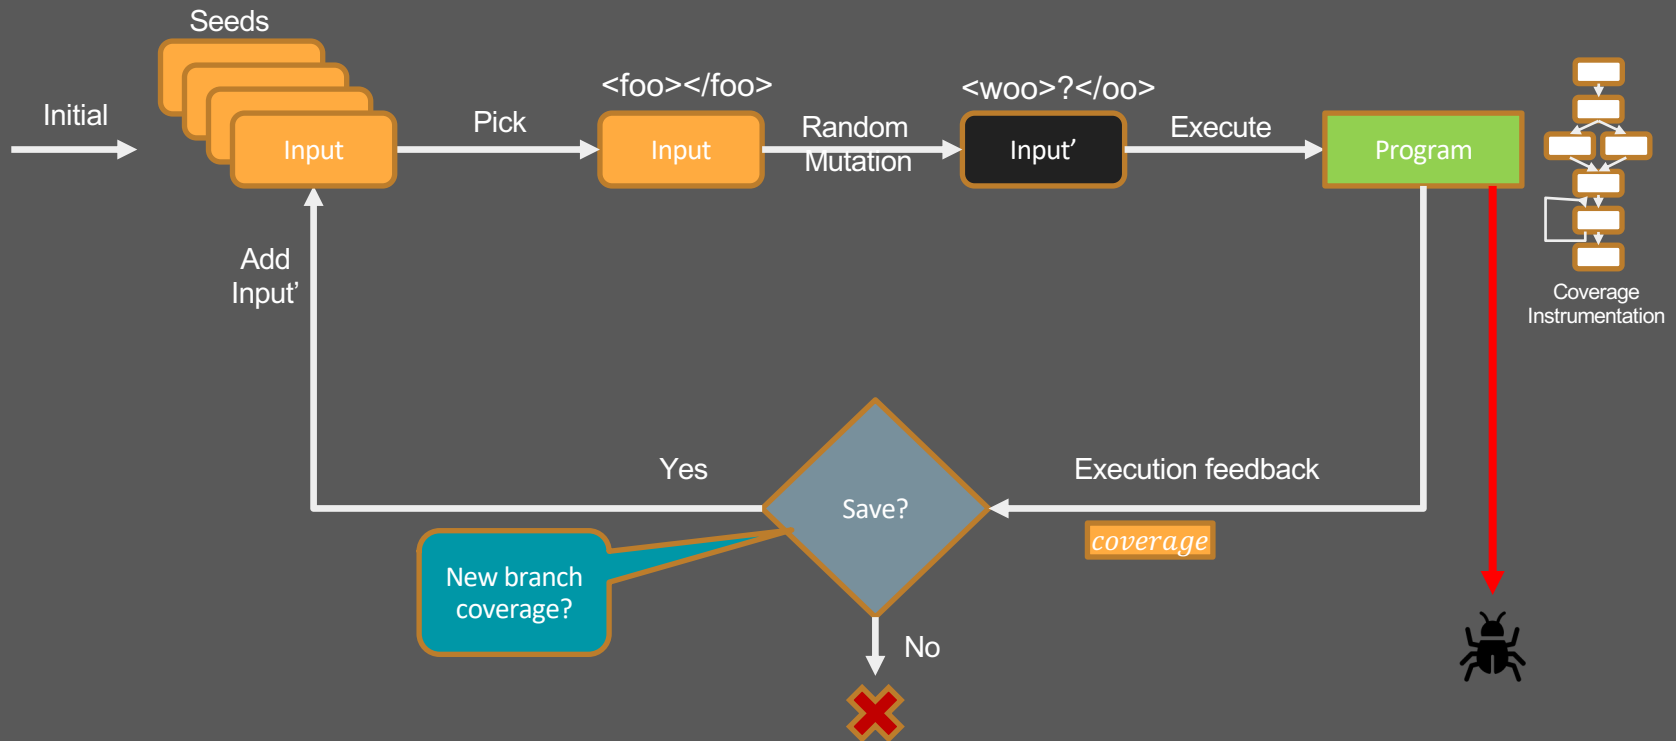 Seeds
Initial
Input
Pick
<foo></foo>
Input
Random
Mutation
<woo>?</oo>
Input’
Execute
Program
Coverage
Instrumentation
Add
Input’
Yes
Save?
Execution feedback
coverage
New branch
coverage?
No